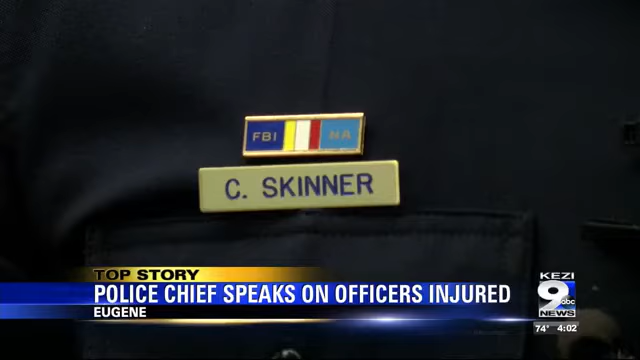 FBI NA
C. SKINNER
TOP STORY
POLICE CHIEF SPEAKS ON OFFICERS INJURED
EUGENE
KEZI
9 abc
NEWS
74° 4:02